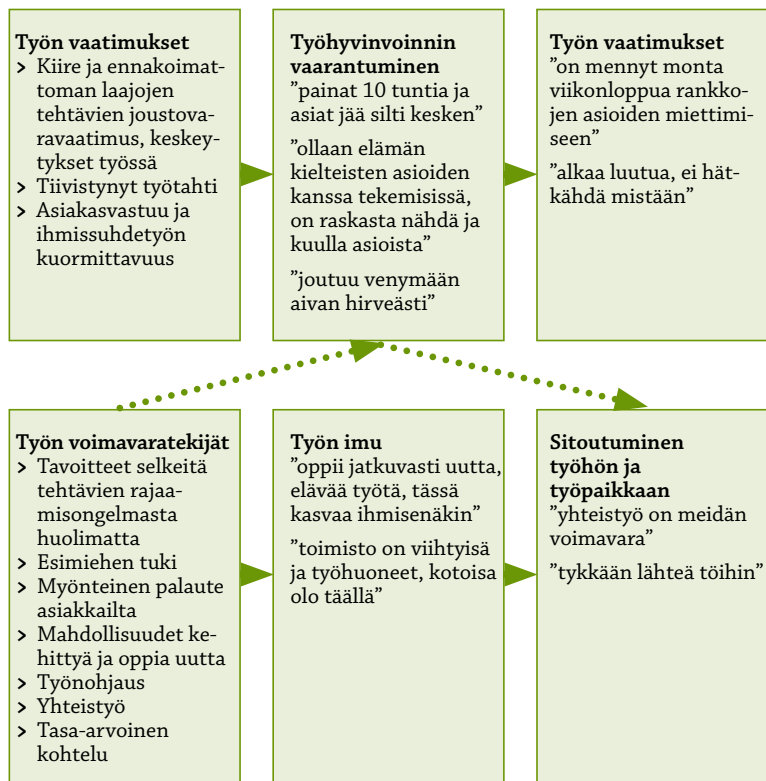 Työn vaatimukset
> Kiire ja ennakoimat-
toman laajojen
tehtävien joustova-
ravaatimus, keskey-
tykset työssä
> Tiivistynyt työtahti
> Asiakasvastuu ja
ihmissuhdetyön
kuormittavuus
Työhyvinvoinnin
vaarantuminen
”painat 10 tuntia ja
asiat jää silti kesken”
”ollaan elämän
kielteisten asioiden
kanssa tekemisissä,
on raskasta nähdä ja
kuulla asioista”
”joutuu venymään
aivan hirveästi”
Työn vaatimukset
”on mennyt monta
viikonloppua rankko-
jen asioiden miettimi-
seen”
”alkaa luutua, ei hät-
kähdä mistään”
Työn voimavaratekijät
> Tavoitteet selkeitä
tehtävien rajaa-
misongelmasta
huolimatta
> Esimiehen tuki
> Myönteinen palaute
asiakkailta
> Mahdollisuudet ke-
hittyä ja oppia uutta
> Työnohjaus
> Yhteistyö
> Tasa-arvoinen
kohtelu
Työn imu
”oppii jatkuvasti uutta,
elävää työtä, tässä
kasvaa ihmisenäkin”
”toimisto on viihtyisä
ja työhuoneet, kotoisa
olo täällä”
Sitoutuminen
työhön ja
työpaikkaan
”yhteistyö on meidän
voimavara”
”tykkään lähteä töihin”